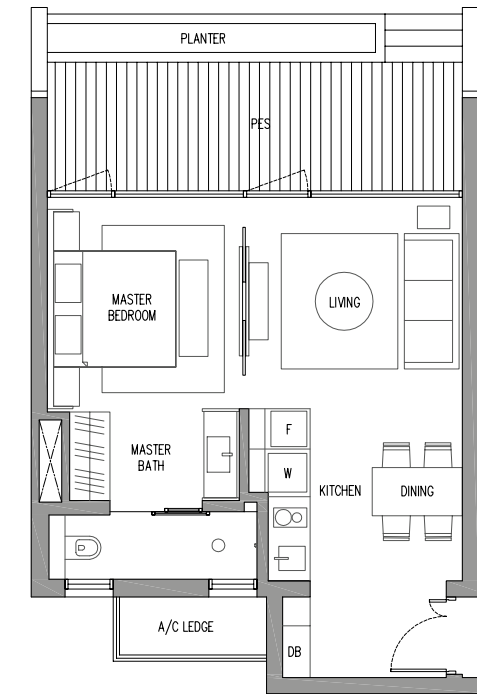 PLANTER
PES
MASTER
BEDROOM
LIVING
F
MASTER
BATH
W
KITCHEN
DINING
A/C LEDGE
DB